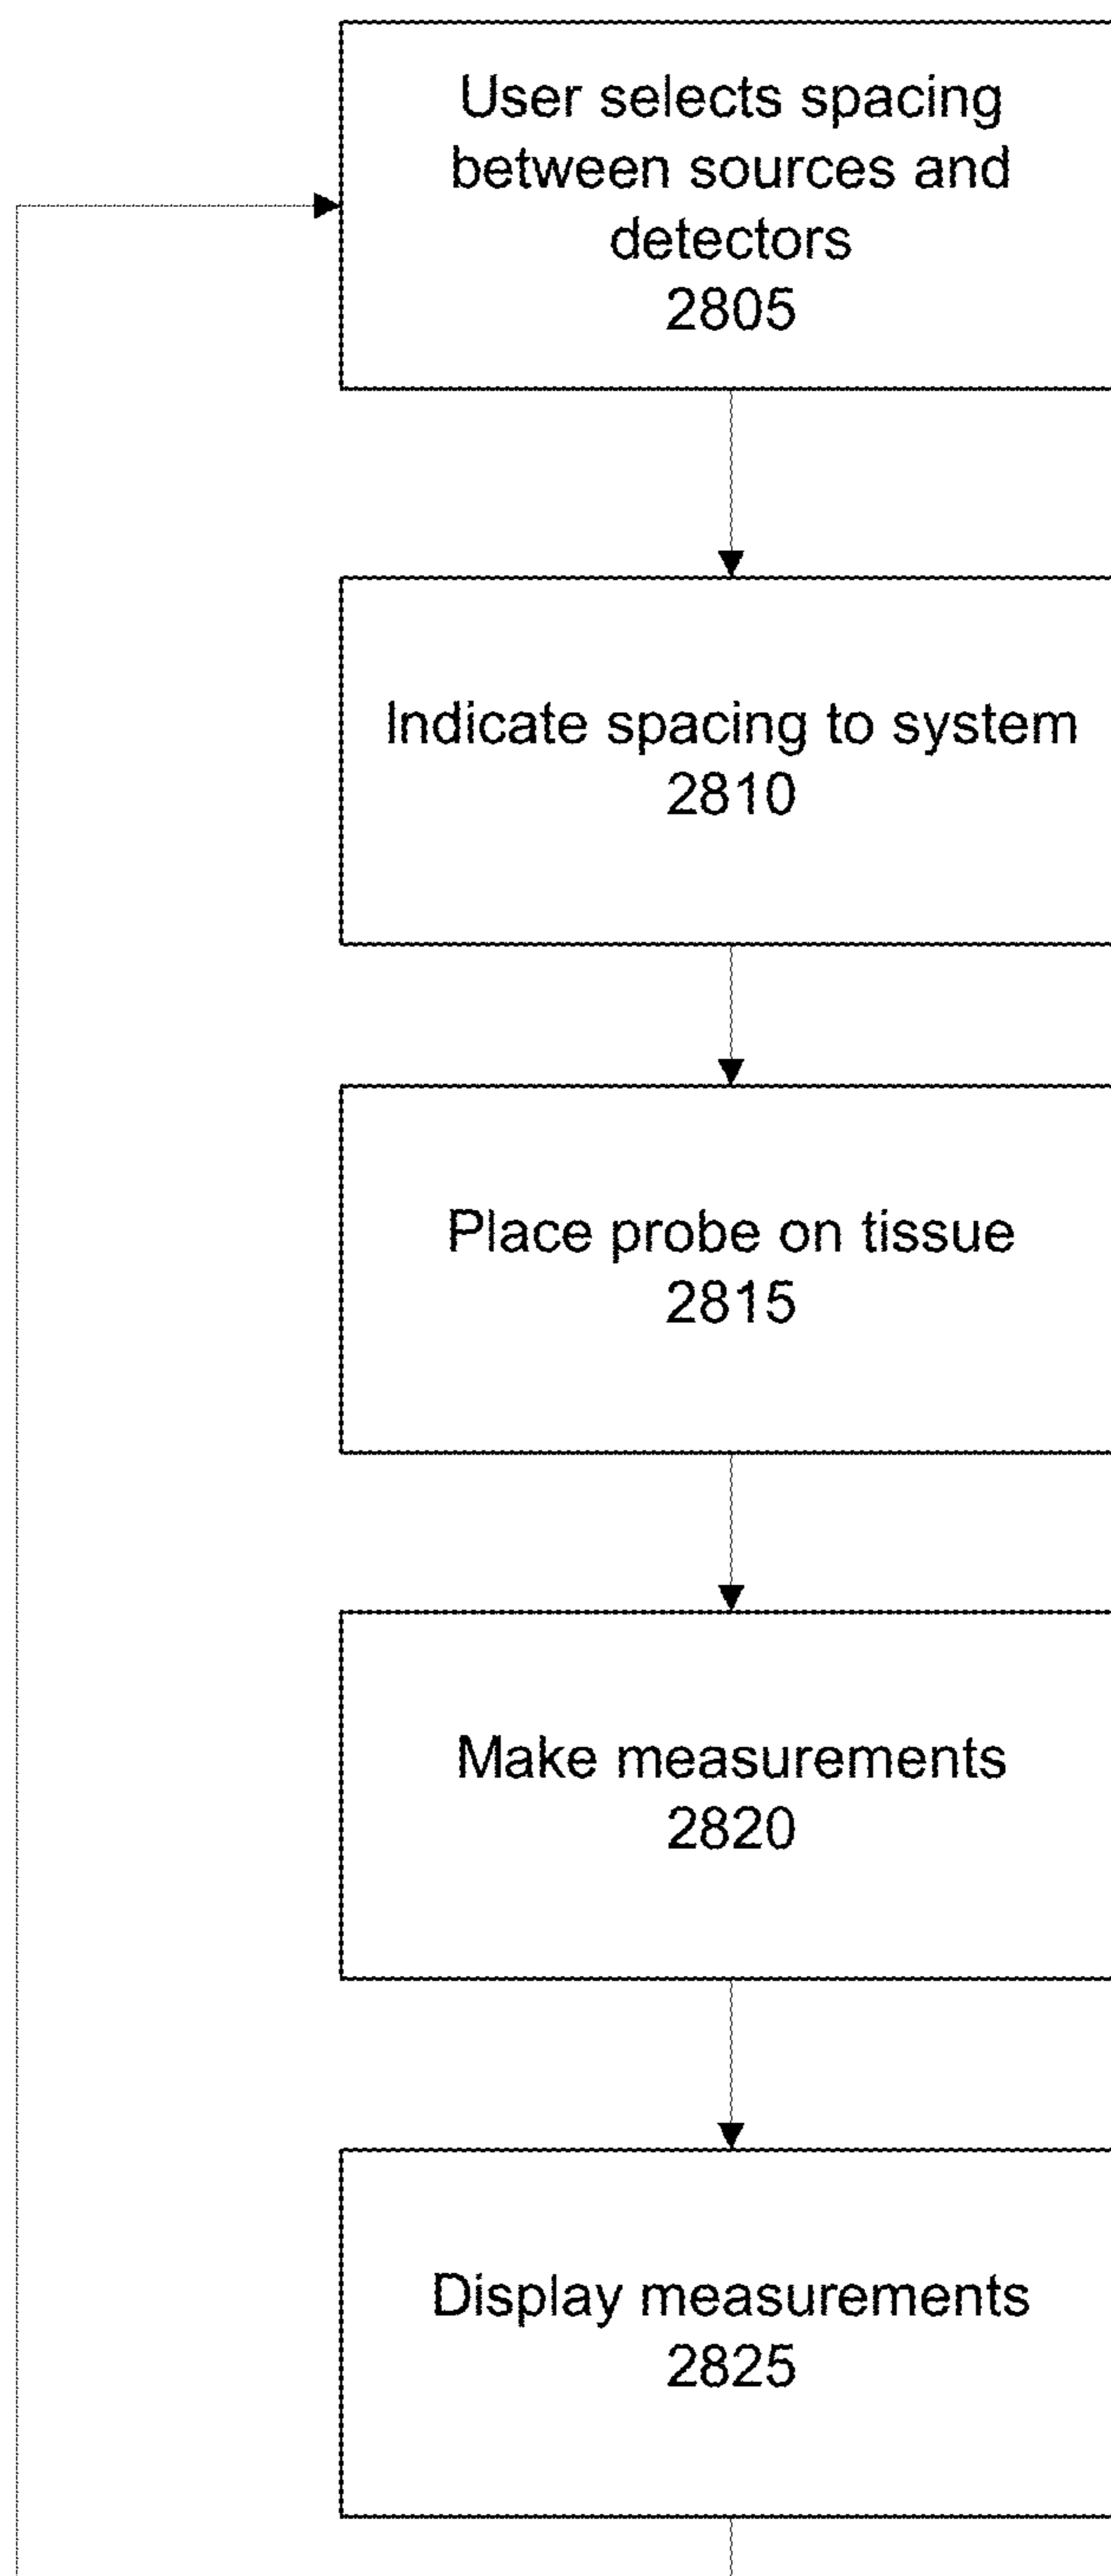 User selects spacing
between sources and
detectors
2805
Indicate spacing to system
2810
Place probe on tissue
2815
Make measurements
2820
Display measurements
2825